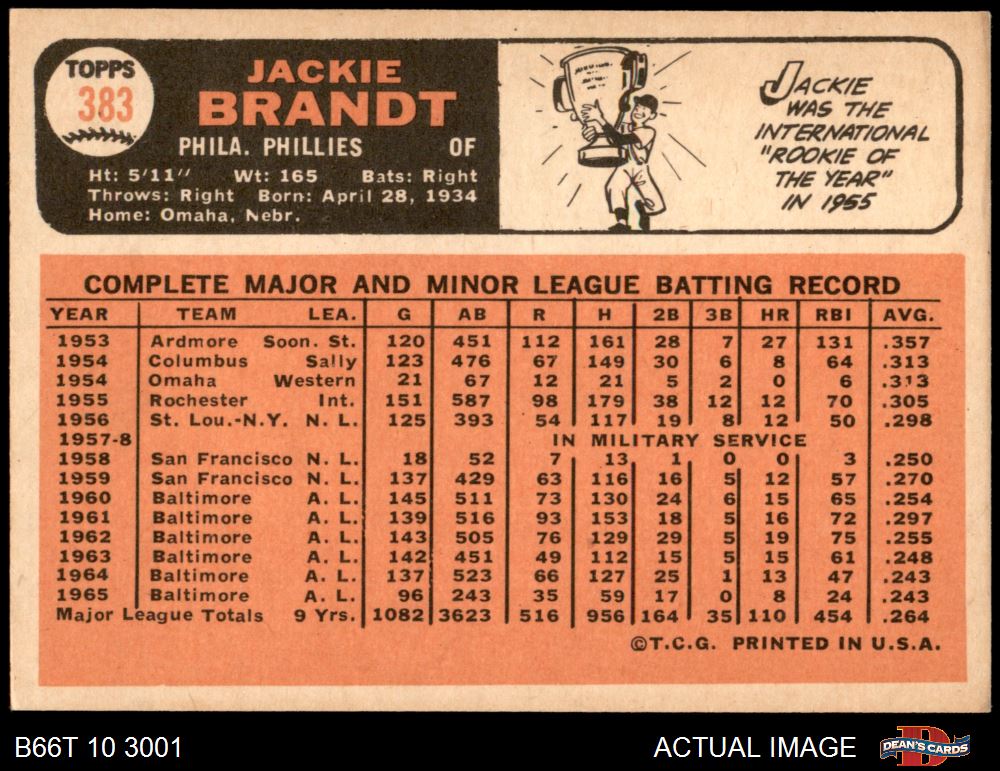 TOPPS
383
JACKIE
BRANDT
PHILA. PHILLIES OF
Ht: 5'11" Wt: 165 Bats: Right
Throws: Right Born: April 28, 1934
Home: Omaha, Nebr.
JACKIE
WAS THE
INTERNATIONAL
"ROOKIE OF
THE YEAR"
IN 1955
COMPLETE MAJOR AND MINOR LEAGUE BATTING RECORD
YEAR TEAM LEA. G AB R H 2B 3B HR RBI AVG.
1953 Ardmore Soon. St. 120 451 112 161 28 7 27 131 .357
1954 Columbus Sally 123 476 67 149 30 6 8 64 .313
1954 Omaha Western 21 67 12 21 5 2 0 6 .313
1955 Rochester Int. 151 587 98 179 38 12 12 70 .305
1956 St. Lou.-N.Y. N. L. 125 393 54 117 19 8 12 50 .298
1957-8 IN MILITARY SERVICE
1958 San Francisco N. L. 18 52 7 13 1 0 0 3 .250
1959 San Francisco N. L. 137 429 63 116 16 5 12 57 .270
1960 Baltimore A. L. 145 511 73 130 24 6 15 65 .254
1961 Baltimore A. L. 139 516 93 153 18 5 16 72 .297
1962 Baltimore A. L. 143 505 76 129 29 5 19 75 .255
1963 Baltimore A. L. 142 451 49 112 15 5 15 61 .248
1964 Baltimore A. L. 137 523 66 127 25 1 13 47 .243
1965 Baltimore A. L. 96 243 35 59 17 0 8 24 .243
Major League Totals 9 Yrs. 1082 3623 516 956 164 35 110 454 .264
©T.C.G. PRINTED IN U.S.A.
B66T 10 3001 ACTUAL IMAGE DEAN'S CARDS